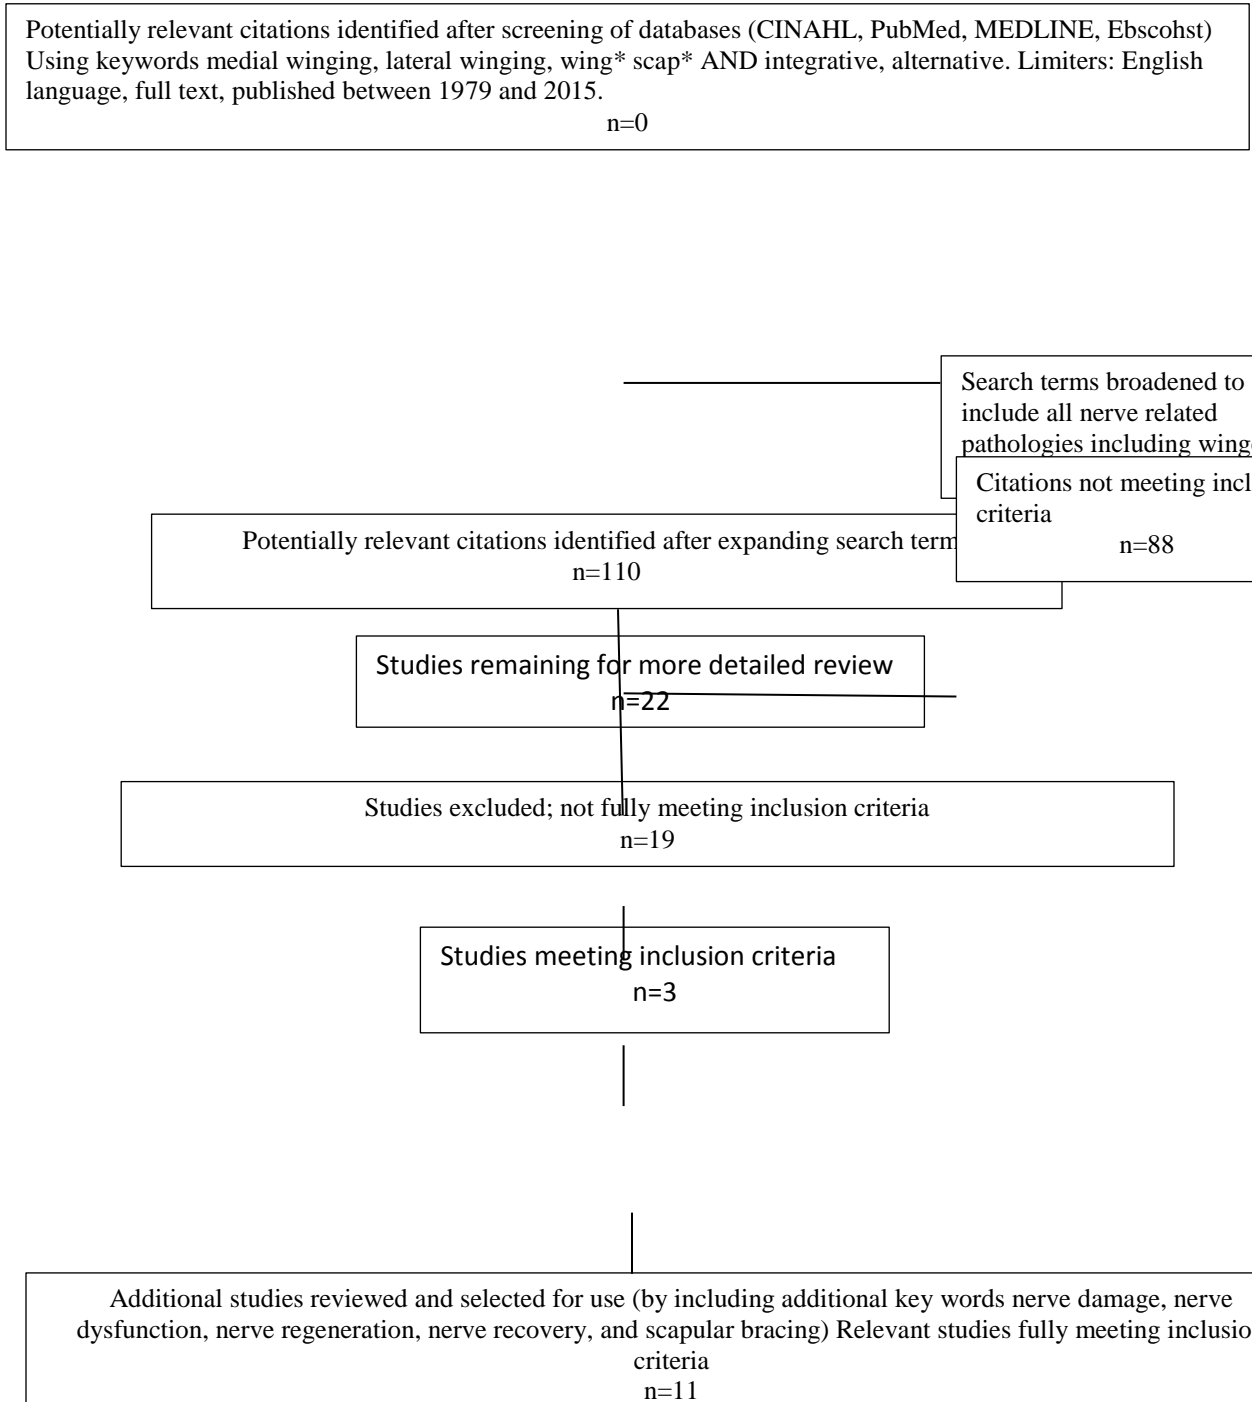 Potentially relevant citations identified after screening of databases (CINAHL, PubMed, MEDLINE, Ebscohst)
Using keywords medial winging, lateral winging, wing* scap* AND integrative, alternative. Limiters: English
language, full text, published between 1979 and 2015.
n=0
Search terms broadened to
include all nerve related
pathologies including
Citations not meeting
criteria
n=88
Potentially relevant citations identified after expanding search
n=110
Studies remaining for more detailed review
n=22
Studies excluded; not fully meeting inclusion criteria
n=19
Studies meeting inclusion criteria
n=3
Additional studies reviewed and selected for use (by including additional key words nerve damage, nerve
dysfunction, nerve regeneration, nerve recovery, and scapular bracing) Relevant studies fully meeting
criteria
n=11